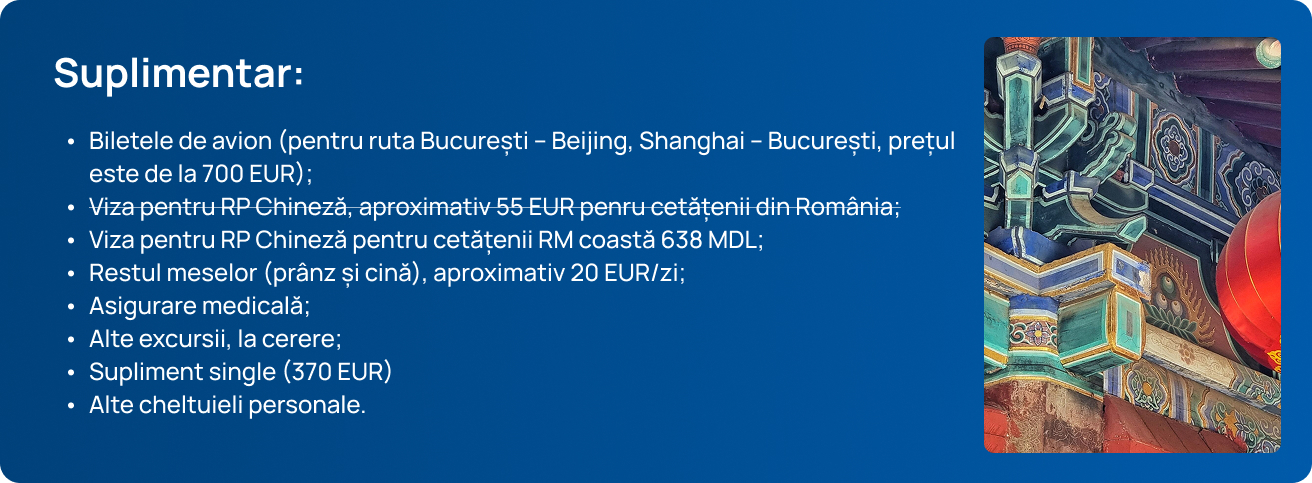 Suplimentar:
• Biletele de avion (pentru ruta București – Beijing, Shanghai – București, prețul
este de la 700 EUR);
• Viza pentru RP Chineză, aproximativ 55 EUR penru cetățenii din România;
• Viza pentru RP Chineză pentru cetățenii RM coastă 638 MDL;
• Restul meselor (prânz și cină), aproximativ 20 EUR/zi;
• Asigurare medicală;
• Alte excursii, la cerere;
• Supliment single (370 EUR)
• Alte cheltuieli personale.